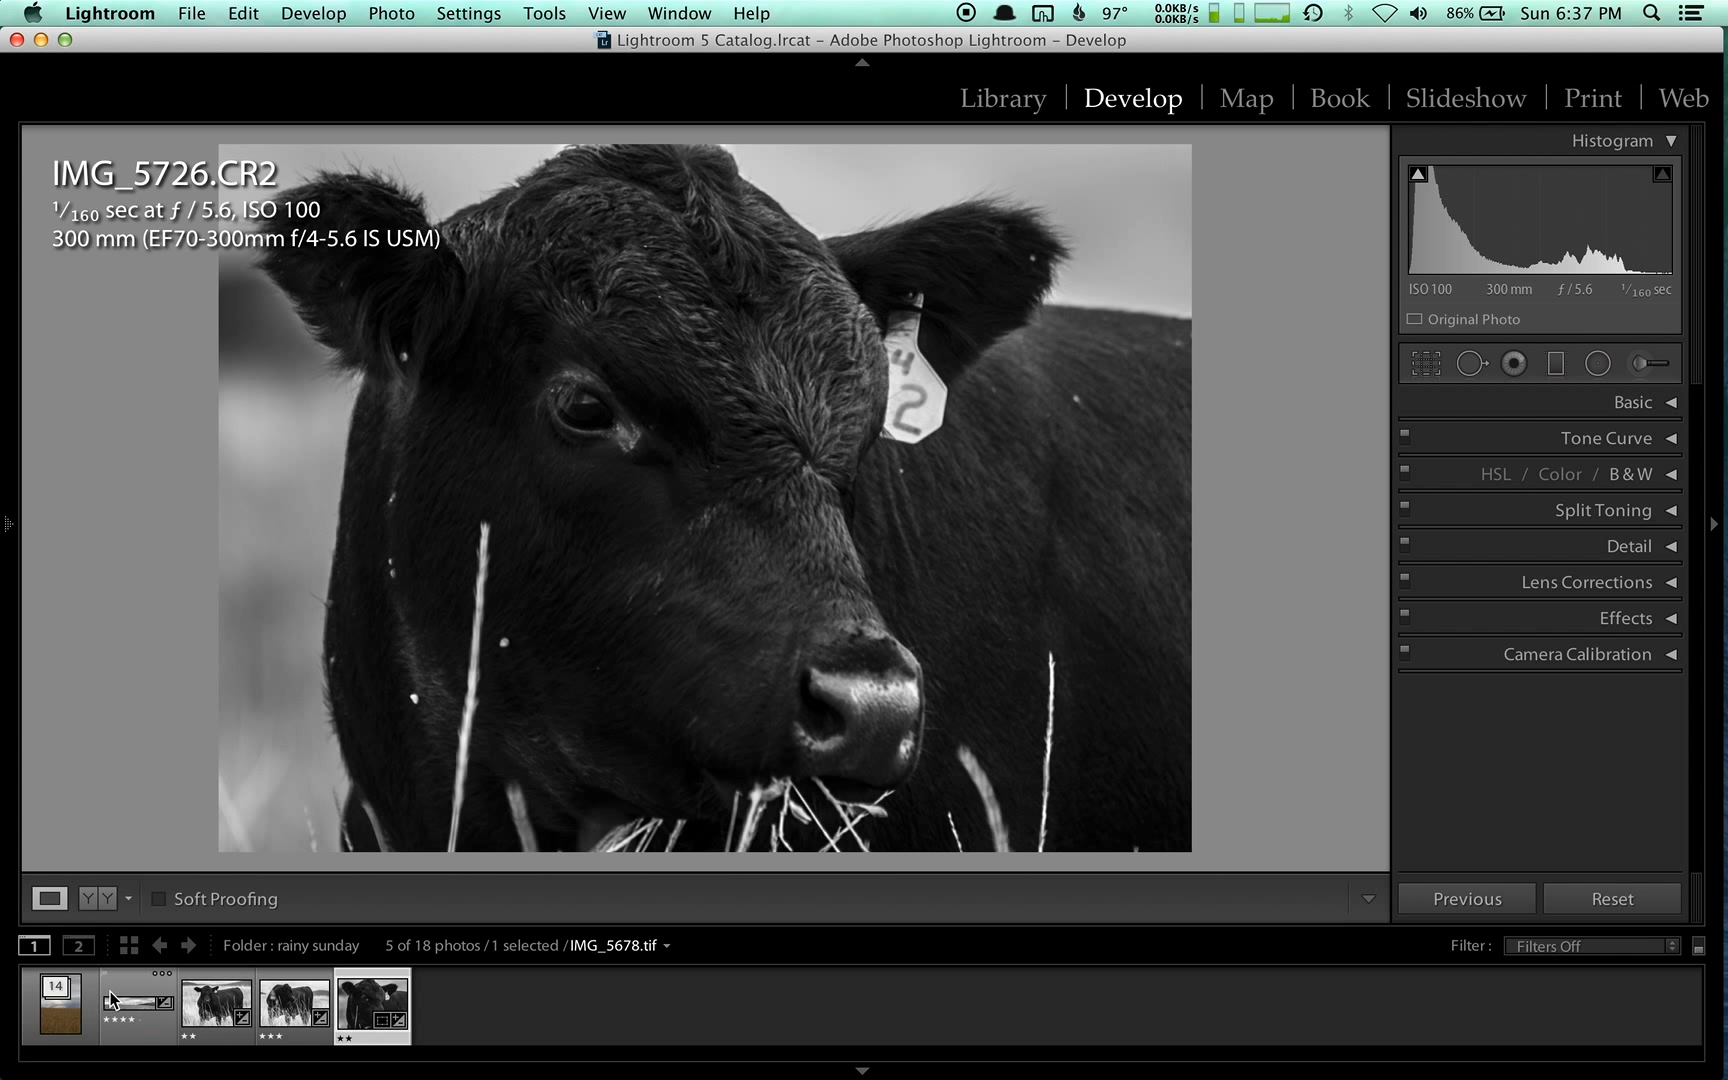 Lightroom File Edit Develop Photo Settings Tools View Window Help 97° 0.0KB/s 0.0KB/s 86% Sun 6:37 PM
Lightroom 5 Catalog.lrcat – Adobe Photoshop Lightroom – Develop
Library | Develop | Map | Book | Slideshow | Print | Web
Histogram
IMG_5726.CR2
1/160 sec at ƒ / 5.6, ISO 100
300 mm (EF70-300mm f/4-5.6 IS USM)
ISO 100 300 mm ƒ / 5.6 1/160 sec
Original Photo
4
2
Basic
Tone Curve
HSL / Color / B & W
Split Toning
Detail
Lens Corrections
Effects
Camera Calibration
Y Y Soft Proofing
Previous Reset
1 2 Folder : rainy sunday 5 of 18 photos / 1 selected / IMG_5678.tif Filter : Filters Off
14